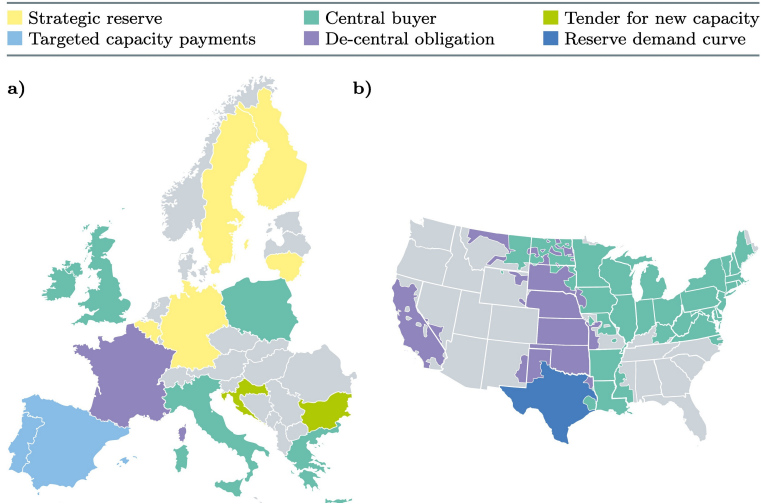 Strategic reserve Central buyer Tender for new capacity
Targeted capacity payments De-central obligation Reserve demand curve
a) b)